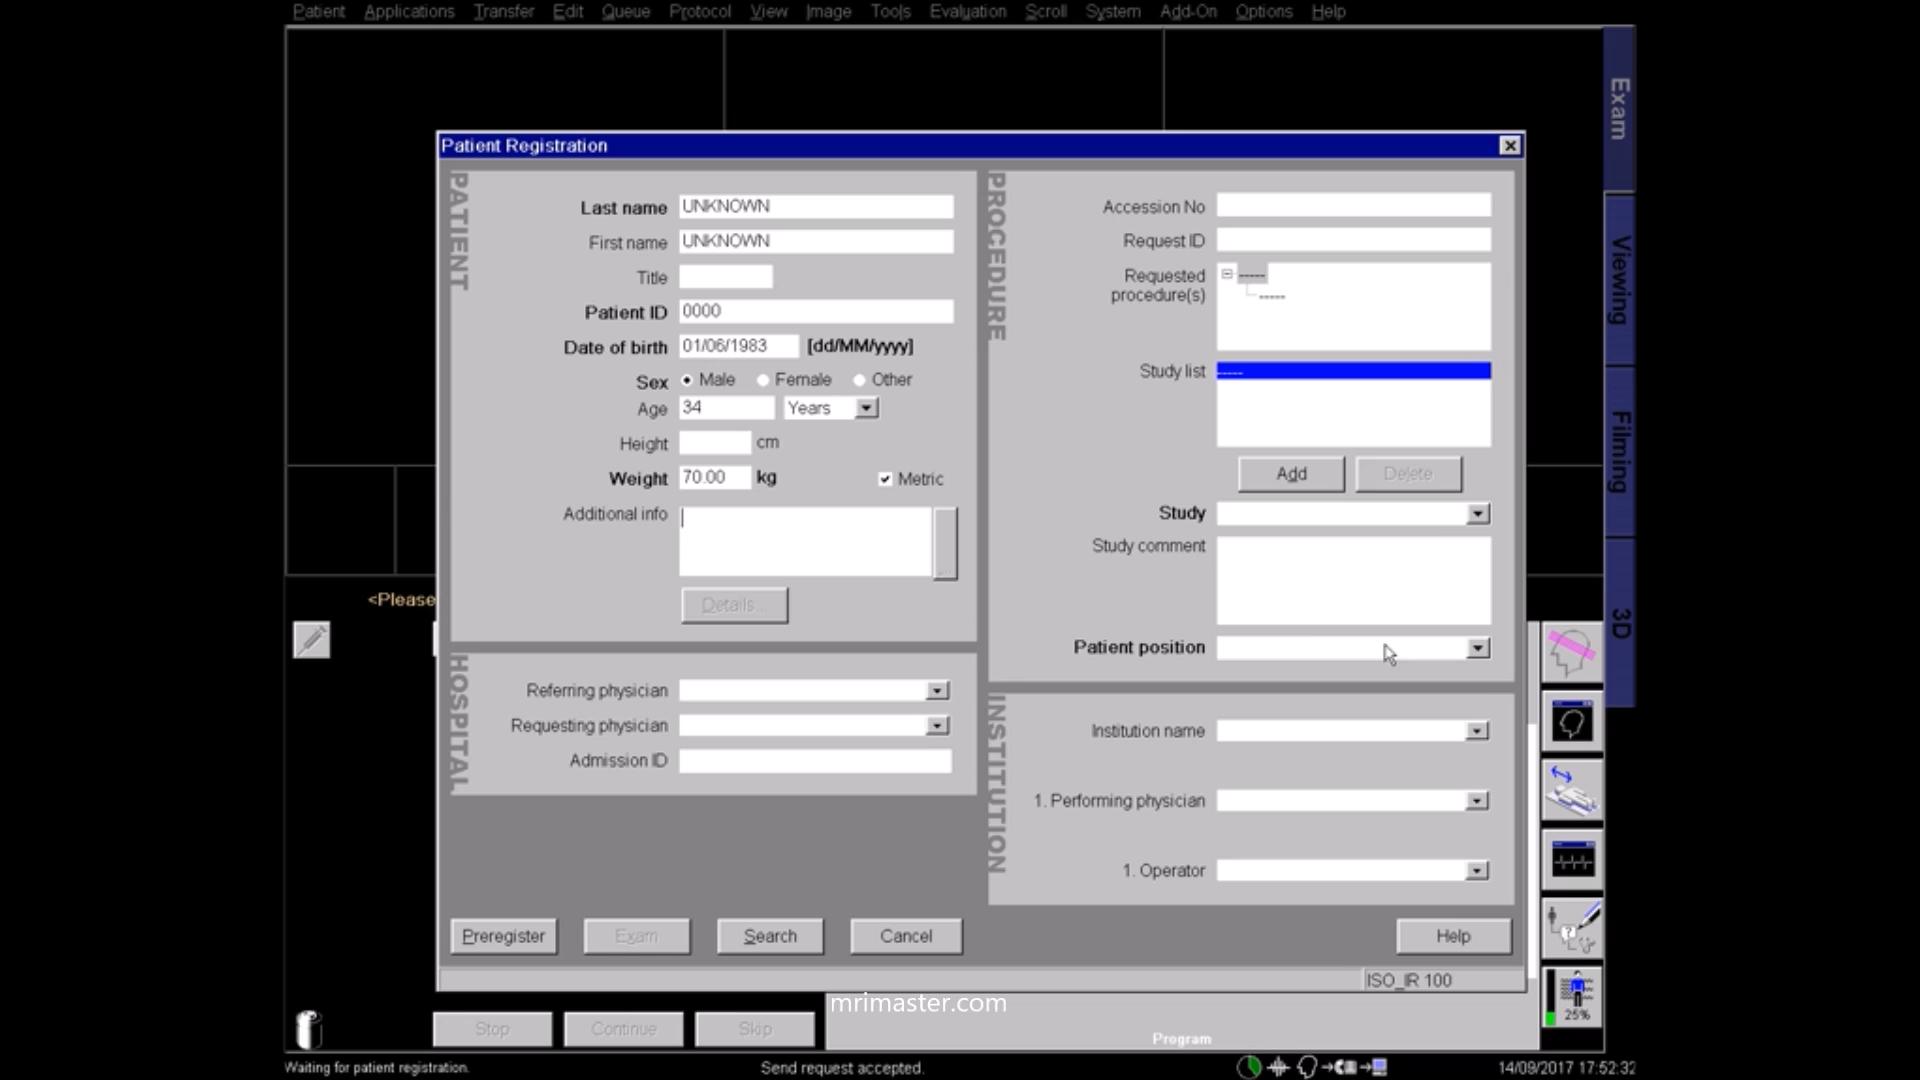 Patient Applications Transfer Edit Queue Protocol View Image Tools Evaluation Scroll System Add-On Options Help
Exam
Viewing
Filming
3D
Patient Registration
PATIENT
Last name UNKNOWN
First name UNKNOWN
Title
Patient ID 0000
Date of birth 01/06/1983 [dd/MM/yyyy]
Sex Male Female Other
Age 34 Years
Height cm
Weight 70.00 kg Metric
Additional info
Details...
HOSPITAL
Referring physician
Requesting physician
Admission ID
PROCEDURE
Accession No
Request ID
Requested
procedure(s)
-----
-----
Study list -----
Add Delete
Study
Study comment
Patient position
INSTITUTION
Institution name
1. Performing physician
1. Operator
Preregister Exam Search Cancel Help
ISO_IR 100
<Please
25%
mrimaster.com
Stop Continue Skip
Program
Waiting for patient registration. Send request accepted. 14/09/2017 17:52:32